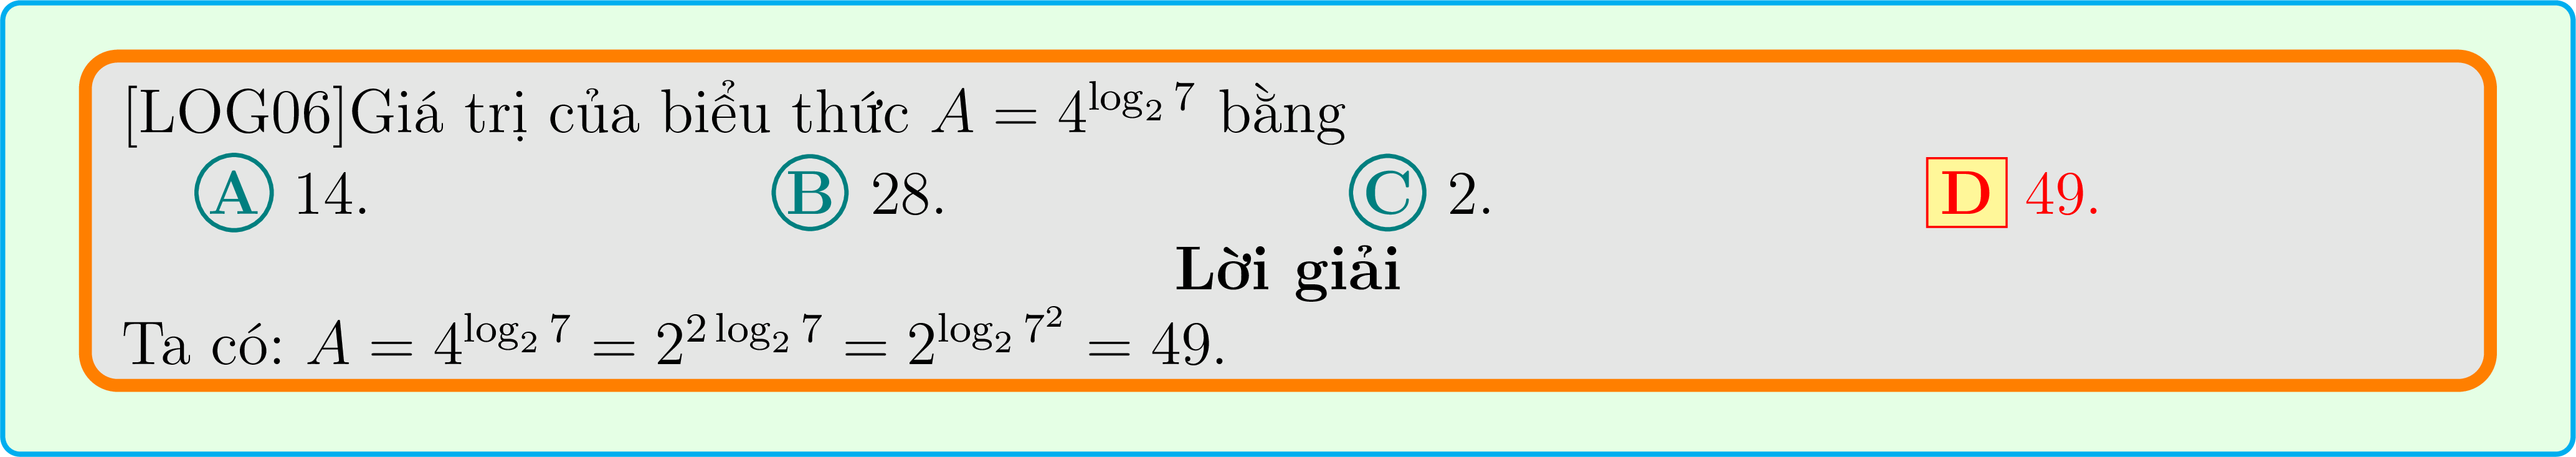 [LOG06]Giá trị của biểu thức $A = 4^{\log_2 7}$ bằng
A 14. B 28. C 2. D 49.
Lời giải
Ta có: $A = 4^{\log_2 7} = 2^{2 \log_2 7} = 2^{\log_2 7^2} = 49.$